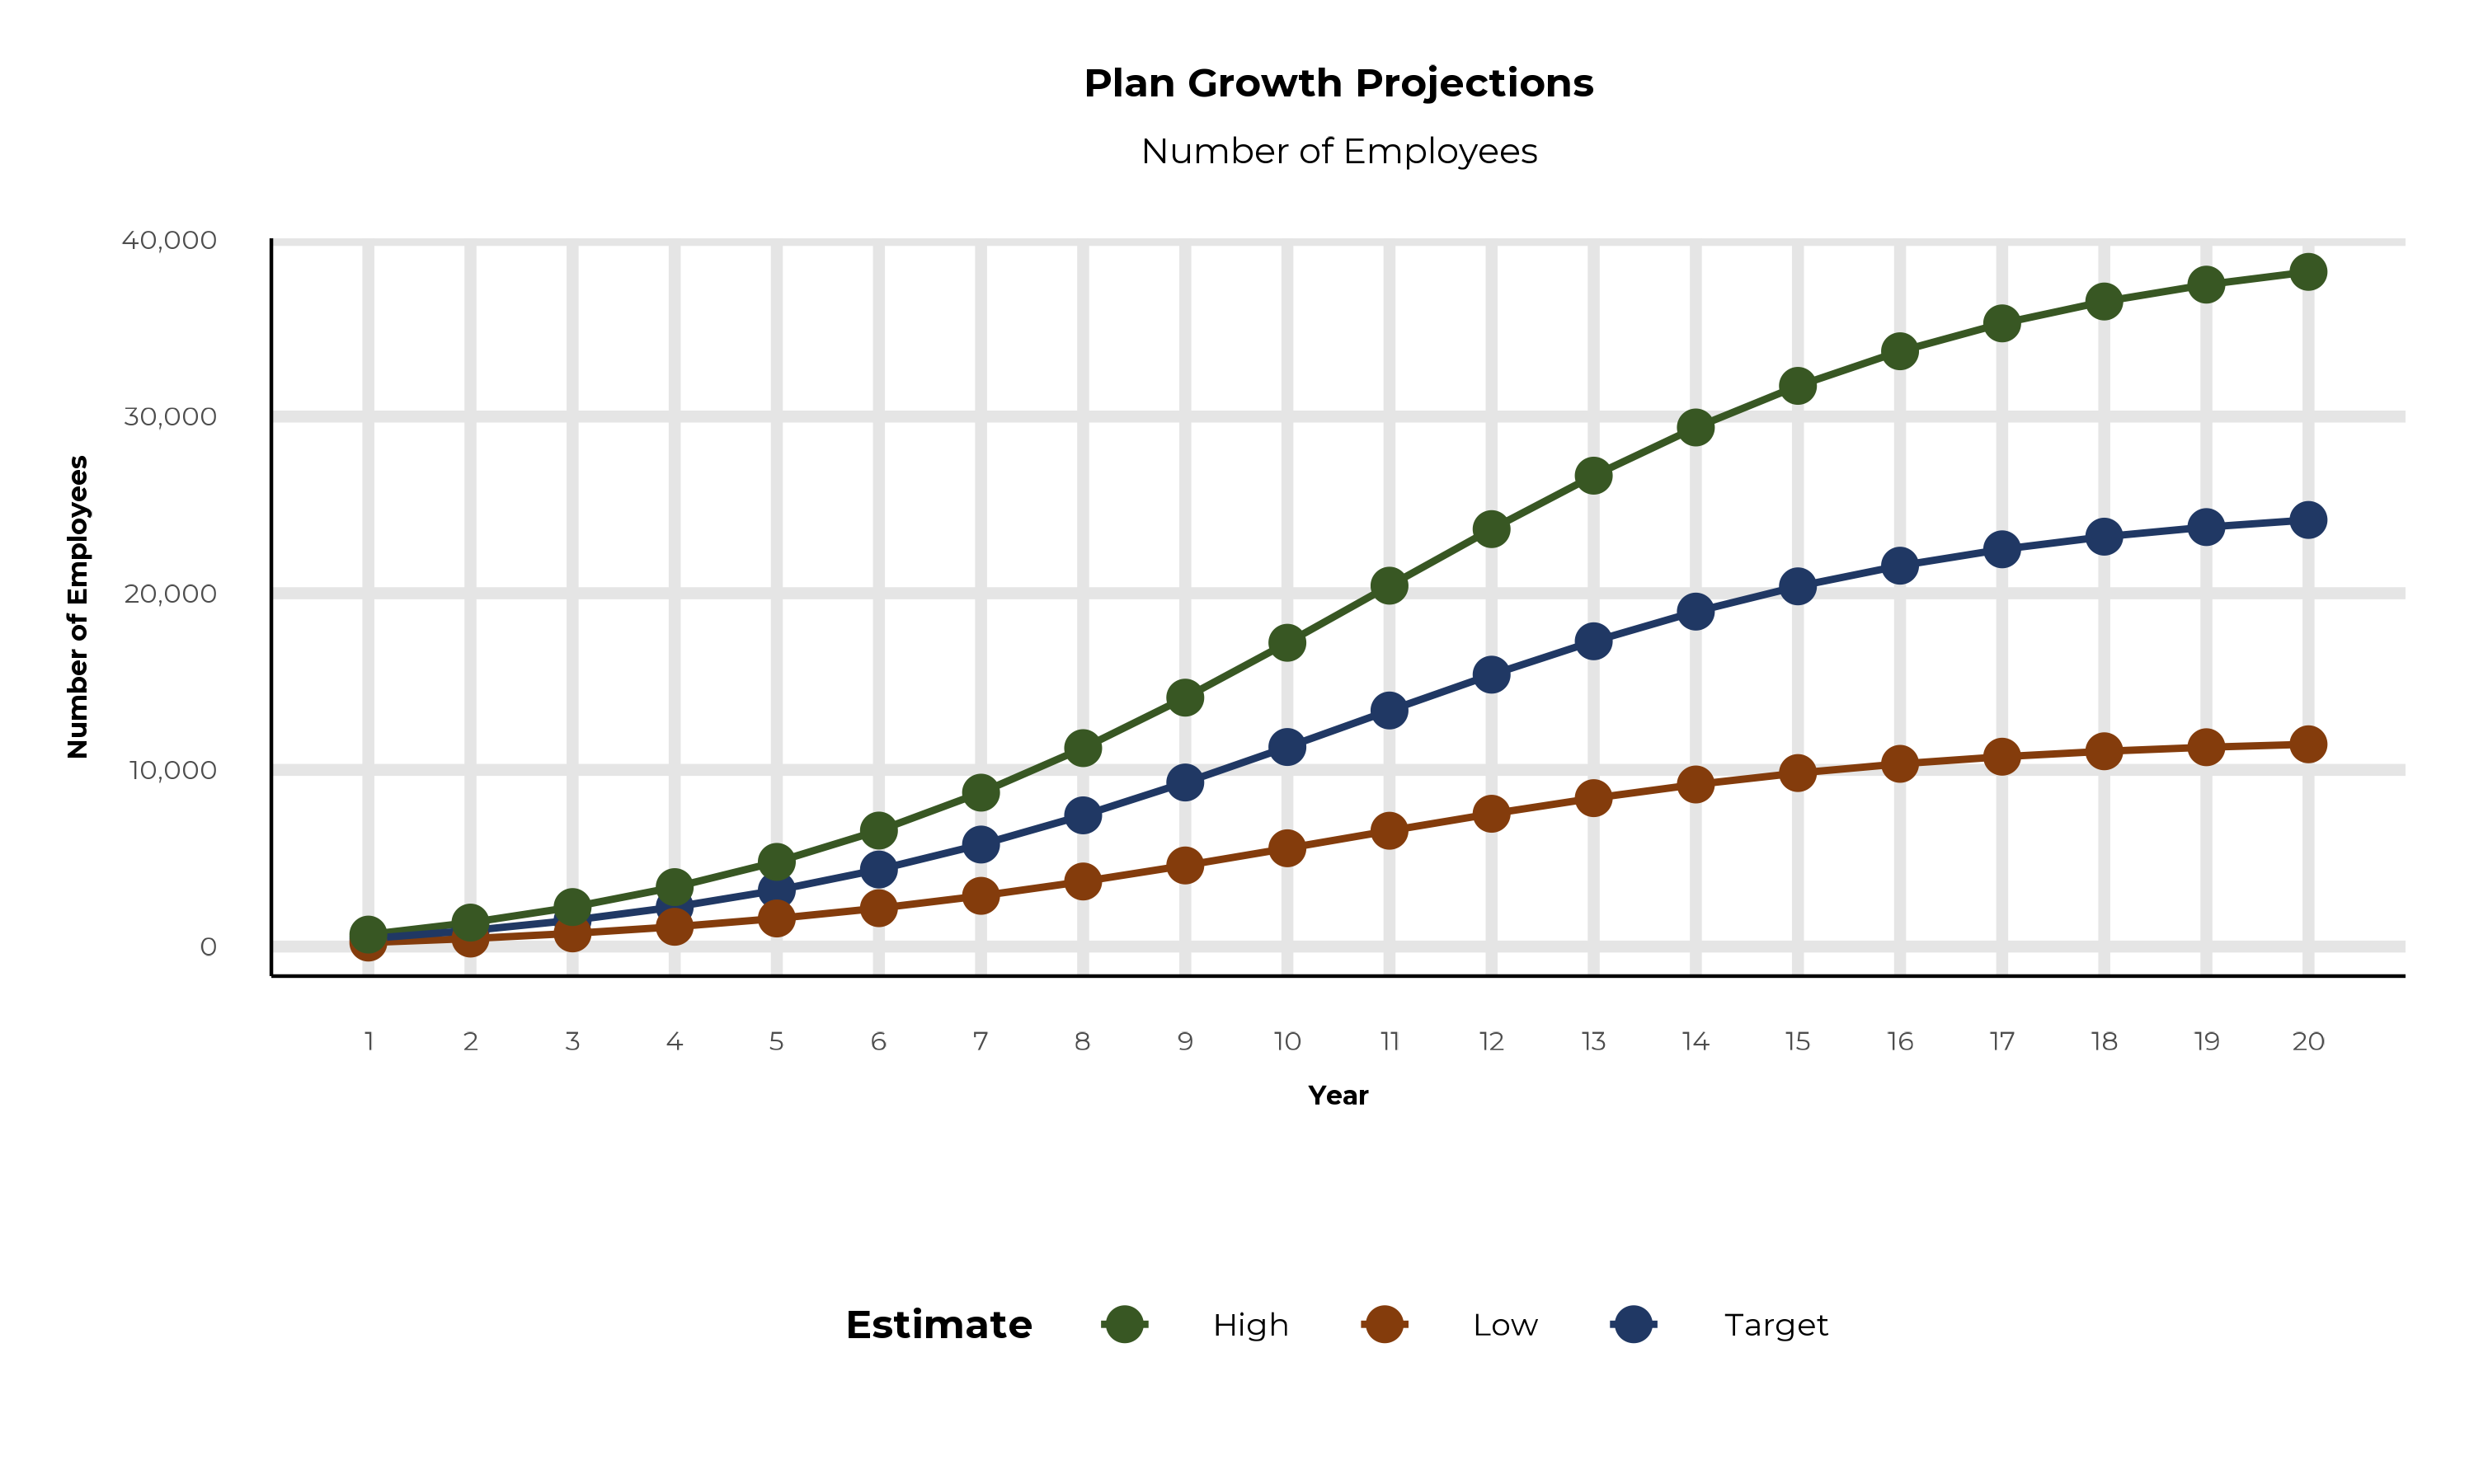 Plan Growth Projections
Number of Employees
40,000
30,000
20,000
10,000
0
Number of Employees
1 2 3 4 5 6 7 8 9 10 11 12 13 14 15 16 17 18 19 20
Year
Estimate High Low Target